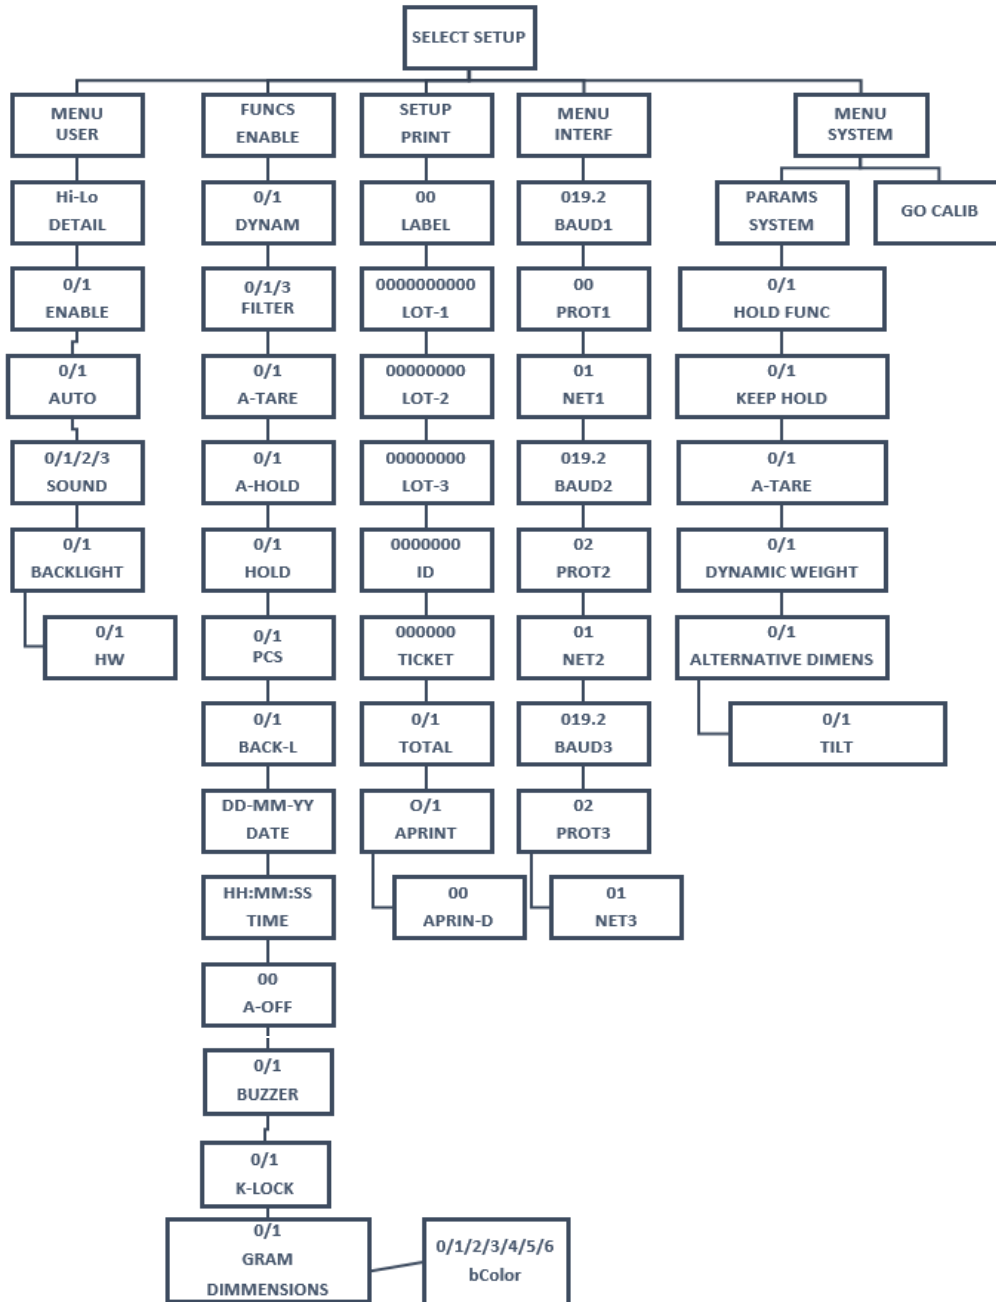 SELECT SETUP
MENU
USER
Hi-Lo
DETAIL
0/1
ENABLE
0/1
AUTO
0/1/2/3
SOUND
0/1
BACKLIGHT
0/1
HW
FUNCS
ENABLE
0/1
DYNAM
0/1/3
FILTER
0/1
A-TARE
0/1
A-HOLD
0/1
HOLD
0/1
PCS
0/1
BACK-L
DD-MM-YY
DATE
HH:MM:SS
TIME
00
A-OFF
0/1
BUZZER
0/1
K-LOCK
0/1
GRAM
DIMMENSIONS
0/1/2/3/4/5/6
bColor
SETUP
PRINT
00
LABEL
0000000000
LOT-1
00000000
LOT-2
00000000
LOT-3
0000000
ID
000000
TICKET
0/1
TOTAL
O/1
APRINT
00
APRIN-D
MENU
INTERF
019.2
BAUD1
00
PROT1
01
NET1
019.2
BAUD2
02
PROT2
01
NET2
019.2
BAUD3
02
PROT3
01
NET3
MENU
SYSTEM
PARAMS
SYSTEM
GO CALIB
0/1
HOLD FUNC
0/1
KEEP HOLD
0/1
A-TARE
0/1
DYNAMIC WEIGHT
0/1
ALTERNATIVE DIMENS
0/1
TILT